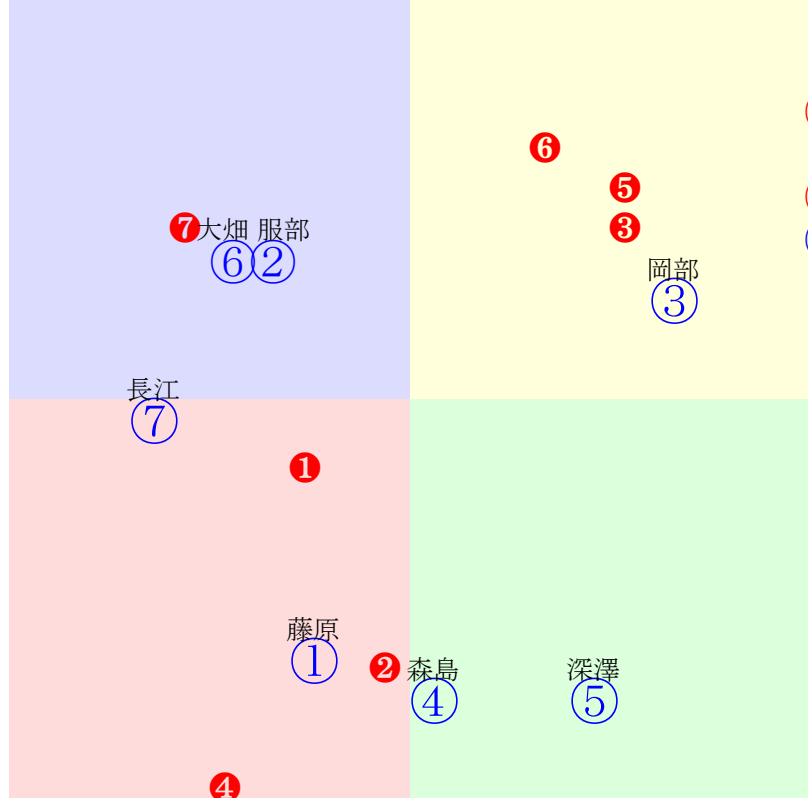 ❻
❺
❼大畑 服部
❸
⑥②
岡部
③
長江
⑦
❶
藤原
①
❷
森島 深澤
④ ⑤
❹